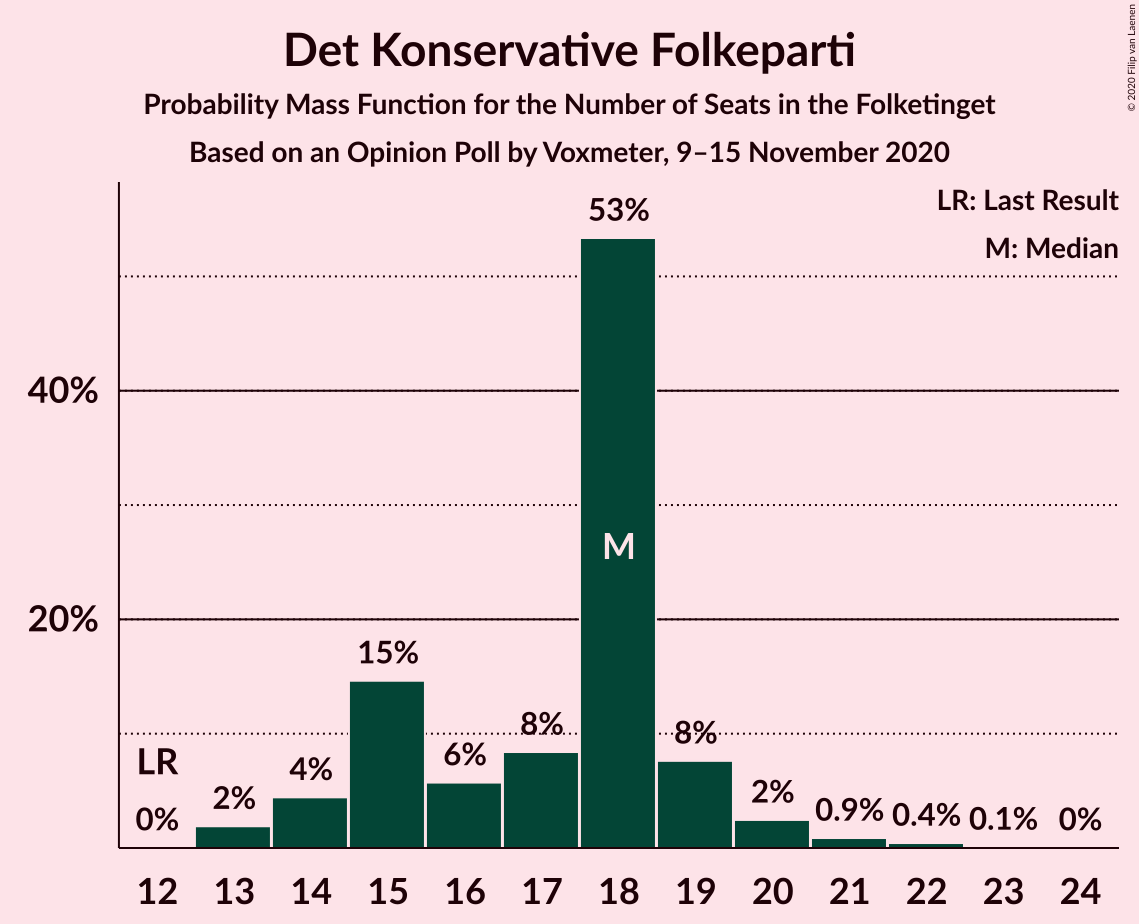 Det Konservative Folkeparti
Probability Mass Function for the Number of Seats in the Folketinget
Based on an Opinion Poll by Voxmeter, 9–15 November 2020
© 2020 Filip van Laenen
LR: Last Result
M: Median
53%
40%
M
20%
15%
8%
8%
6%
LR
4%
2%
2%
0%
0.9%
0.4%
0.1%
0%
12 13 14 15 16 17 18 19 20 21 22 23 24